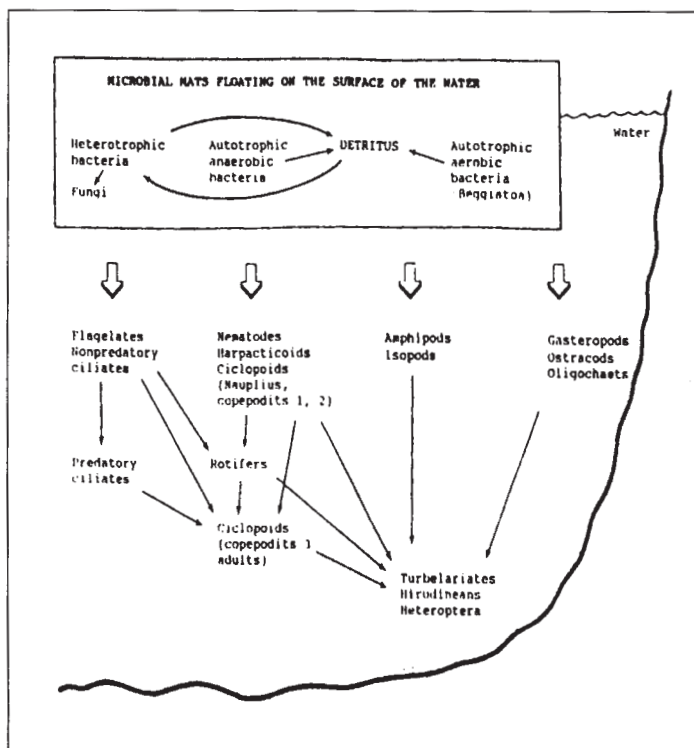 MICROBIAL MATS FLOATING ON THE SURFACE OF THE WATER
Heterotrophic
bacteria
Fungi
Autotrophic
anaerobic
bacteria
DETRITUS
Autotrophic
aerobic
bacteria
Water
Flagelates
Nonpredatory
ciliates
Nematodes
Harpacticoids
Ciclopoids
(Nauplius,
copepodits 1, 2)
Amphipods
Isopods
Gasteropods
Ostracods
Oligochaets
Predatory
ciliates
Rotifers
Ciclopoids
(copepodits
adults)
Turbelariates
Hirudineans
Heteroptera